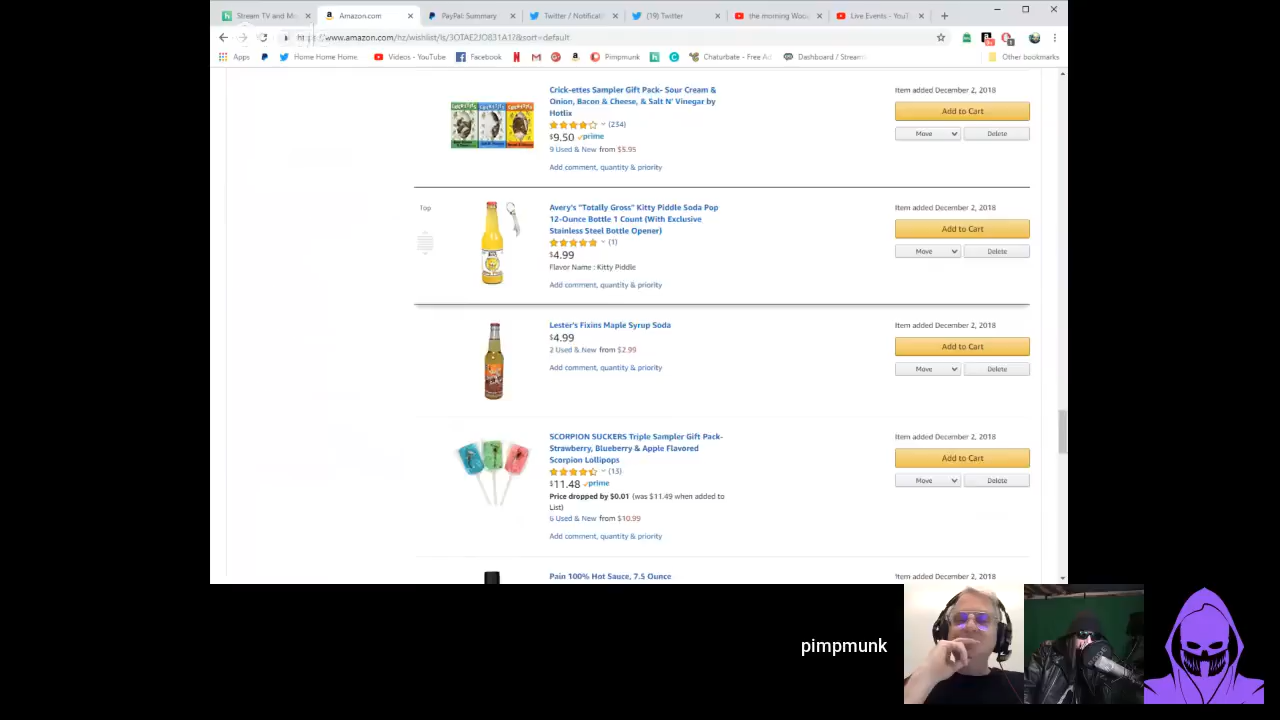 Stream TV and Mo
Amazon.com
PayPal: Summary
Twitter / Notificati
(19) Twitter
the morning Wood
Live Events - YouT
https://www.amazon.com/hz/wishlist/ls/3OTAE2JO831A1?&sort=default
Apps
Home Home Home
Videos - YouTube
Facebook
Pimpmunk
Chaturbate - Free Ad
Dashboard / Stream
Other bookmarks
Crick-ettes Sampler Gift Pack- Sour Cream &
Onion, Bacon & Cheese, & Salt N' Vinegar by
Hotlix
(234)
$9.50 prime
9 Used & New from $5.95
Add comment, quantity & priority
Item added December 2, 2018
Add to Cart
Move
Delete
Top
Avery's "Totally Gross" Kitty Piddle Soda Pop
12-Ounce Bottle 1 Count (With Exclusive
Stainless Steel Bottle Opener)
(1)
$4.99
Flavor Name : Kitty Piddle
Add comment, quantity & priority
Item added December 2, 2018
Add to Cart
Move
Delete
Lester's Fixins Maple Syrup Soda
$4.99
2 Used & New from $2.99
Add comment, quantity & priority
Item added December 2, 2018
Add to Cart
Move
Delete
SCORPION SUCKERS Triple Sampler Gift Pack-
Strawberry, Blueberry & Apple Flavored
Scorpion Lollipops
(13)
$11.48 prime
Price dropped by $0.01 (was $11.49 when added to
List)
6 Used & New from $10.99
Add comment, quantity & priority
Item added December 2, 2018
Add to Cart
Move
Delete
Pain 100% Hot Sauce, 7.5 Ounce
Item added December 2, 2018
pimpmunk